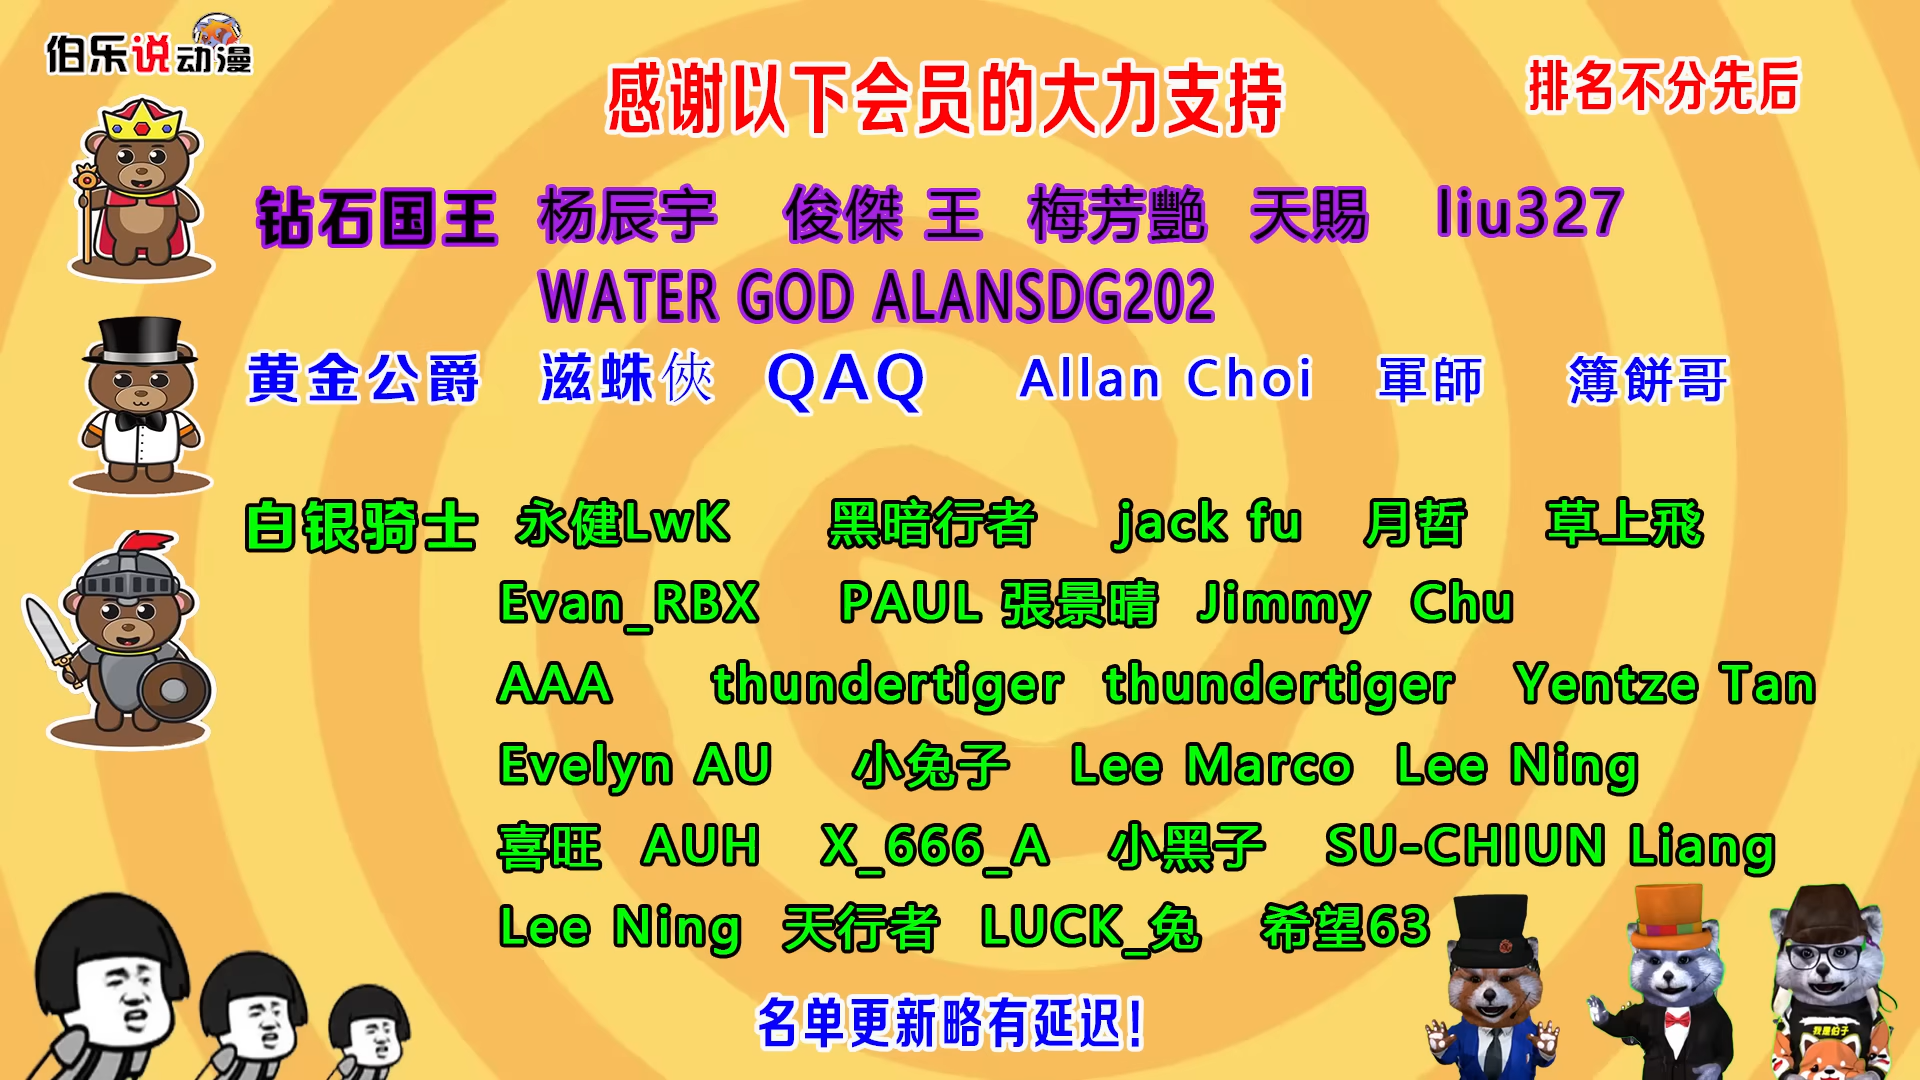 伯乐说动漫
感谢以下会员的大力支持
排名不分先后
钻石国王 杨辰宇 俊傑 王 梅芳艷 天賜 liu327
WATER GOD ALANSDG202
黄金公爵 滋蛛俠 QAQ Allan Choi 軍師 簿餅哥
白银骑士 永健LwK 黑暗行者 jack fu 月哲 草上飛
Evan_RBX PAUL 張景晴 Jimmy Chu
AAA thundertiger thundertiger Yentze Tan
Evelyn AU 小兔子 Lee Marco Lee Ning
喜旺 AUH X_666_A 小黑子 SU-CHIUN Liang
Lee Ning 天行者 LUCK_兔 希望63
名单更新略有延迟！
我是伯子